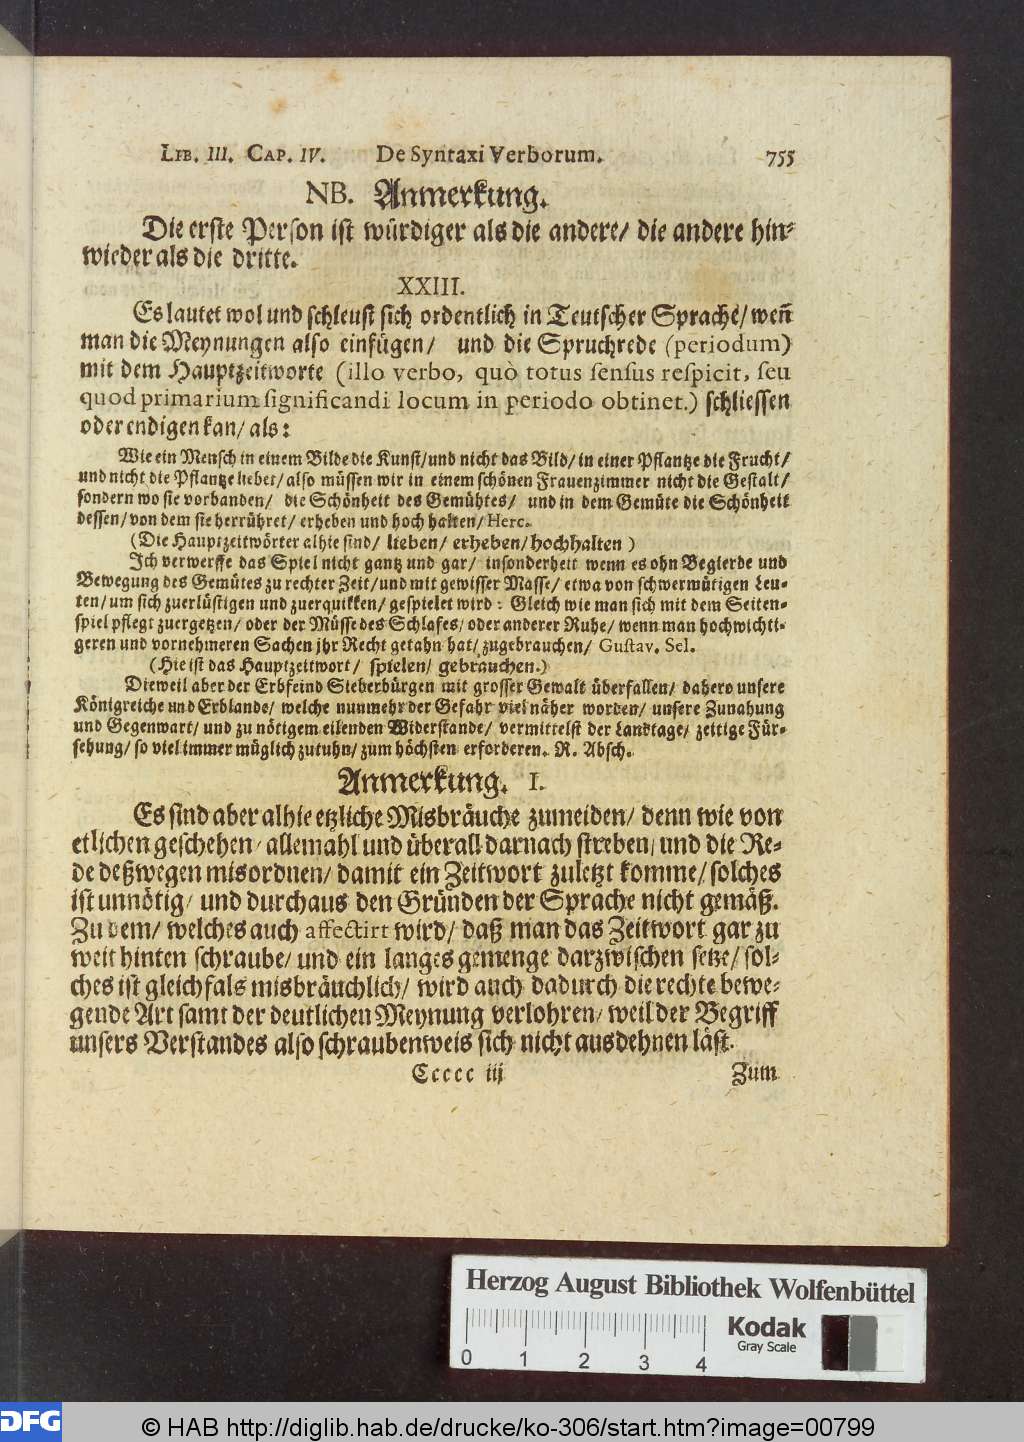 LIB. III. CAP. IV. De Syntaxi Verborum. 755
NB. Anmerkung.
Die erste Person ist würdiger als die andere/ die andere hin-
wieder als die dritte.
XXIII.
Es lautet wol und schleust sich ordentlich in Teutscher Sprache/ weñ
man die Meynungen also einfügen/ und die Spruchrede (periodum)
mit dem Hauptzeitworte (illo verbo, quò totus sensus respicit, seu
quod primarium significandi locum in periodo obtinet.) schliessen
oder endigen kan/ als:
Wie ein Mensch in einem Bilde die Kunst/ und nicht das Bild/ in einer Pflantze die Frucht/
und nicht die Pflantze liebet/ also müssen wir in einem schönen Frauenzimmer nicht die Gestalt/
sondern wo sie vorhanden/ die Schönheit des Gemühtes/ und in dem Gemüte die Schönheit
dessen/ von dem sie herrühret/ erheben und hoch halten/ Herc.
(Die Hauptzeitwörter alhie sind/ lieben/ erheben/ hochhalten )
Ich verwerffe das Spiel nicht gantz und gar/ insonderheit wenn es ohn Begierde und
Bewegung des Gemütes zu rechter Zeit/ und mit gewisser Masse/ etwa von schwermütigen Leu-
ten/ um sich zuerlüstigen und zuerquikken/ gespielet wird: Gleich wie man sich mit dem Seiten-
spiel pflegt zuergetzen/ oder der Müsse des Schlafes/ oder anderer Ruhe/ wenn man hochwichti-
geren und vornehmeren Sachen jhr Recht getahn hat/ zugebrauchen/ Gustav. Sel.
(Hie ist das Hauptzeitwort/ spielen/ gebrauchen.)
Dieweil aber der Erbfeind Sieberbürgen mit grosser Gewalt überfallen/ dahero unsere
Königreiche und Erblande/ welche nunmehr der Gefahr viel näher worden/ unsere Zunahung
und Gegenwart/ und zu nötigem eilenden Widerstande/ vermittelst der Landtage/ zeitige Für-
sehung/ so viel immer müglich zutuhn/ zum höchsten erforderen. R. Absch.
Anmerkung. I.
Es sind aber alhie etzliche Misbräuche zumeiden/ denn wie von
etlichen geschehen/ allemahl und überall darnach streben/ und die Re-
de deßwegen misordnen/ damit ein Zeitwort zuletzt komme/ solches
ist unnötig/ und durchaus den Gründen der Sprache nicht gemäß.
Zu dem/ welches auch affectirt wird/ daß man das Zeitwort gar zu
weit hinten schraube/ und ein langes gemenge darzwischen setze/ sol-
ches ist gleichfals misbräuchlich/ wird auch dadurch die rechte bewe-
gende Art samt der deutlichen Meynung verlohren/ weil der Begriff
unsers Verstandes also schraubenweis sich nicht ausdehnen läst.
Ccccc iij Zum
Herzog August Bibliothek Wolfenbüttel
0 1 2 3 4
Kodak
Gray Scale
DFG © HAB http://diglib.hab.de/drucke/ko-306/start.htm?image=00799